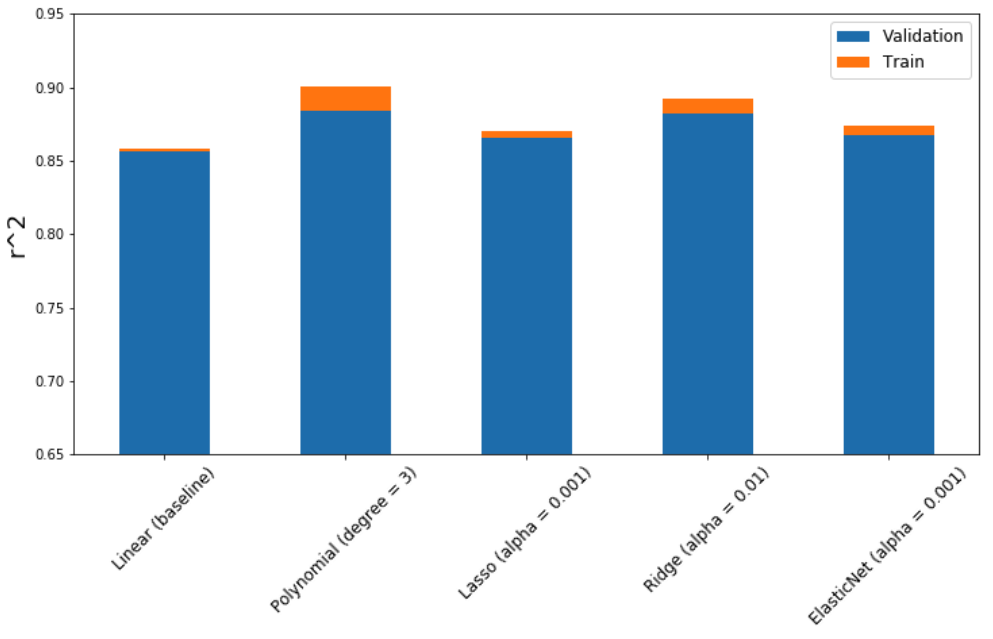 0.95
0.90
0.85
0.80
0.75
0.70
0.65
r^2
Validation
Train
Linear (baseline)
Polynomial (degree = 3)
Lasso (alpha = 0.001)
Ridge (alpha = 0.01)
ElasticNet (alpha = 0.001)